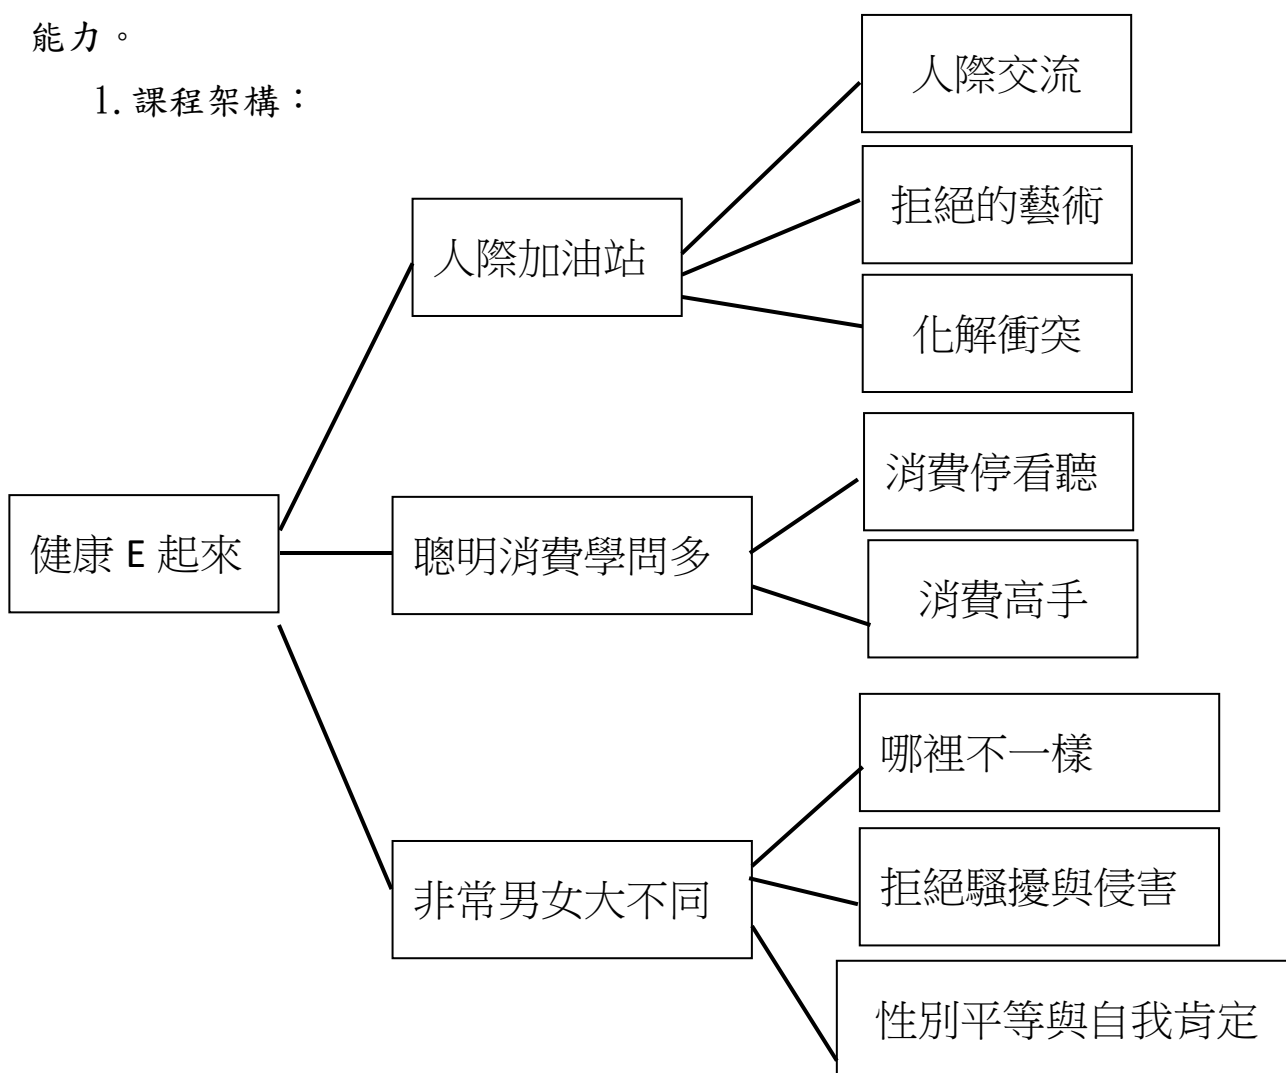 能力。
1. 課程架構：
人際交流
拒絕的藝術
人際加油站
化解衝突
消費停看聽
健康 E 起來
聰明消費學問多
消費高手
哪裡不一樣
拒絕騷擾與侵害
非常男女大不同
性別平等與自我肯定